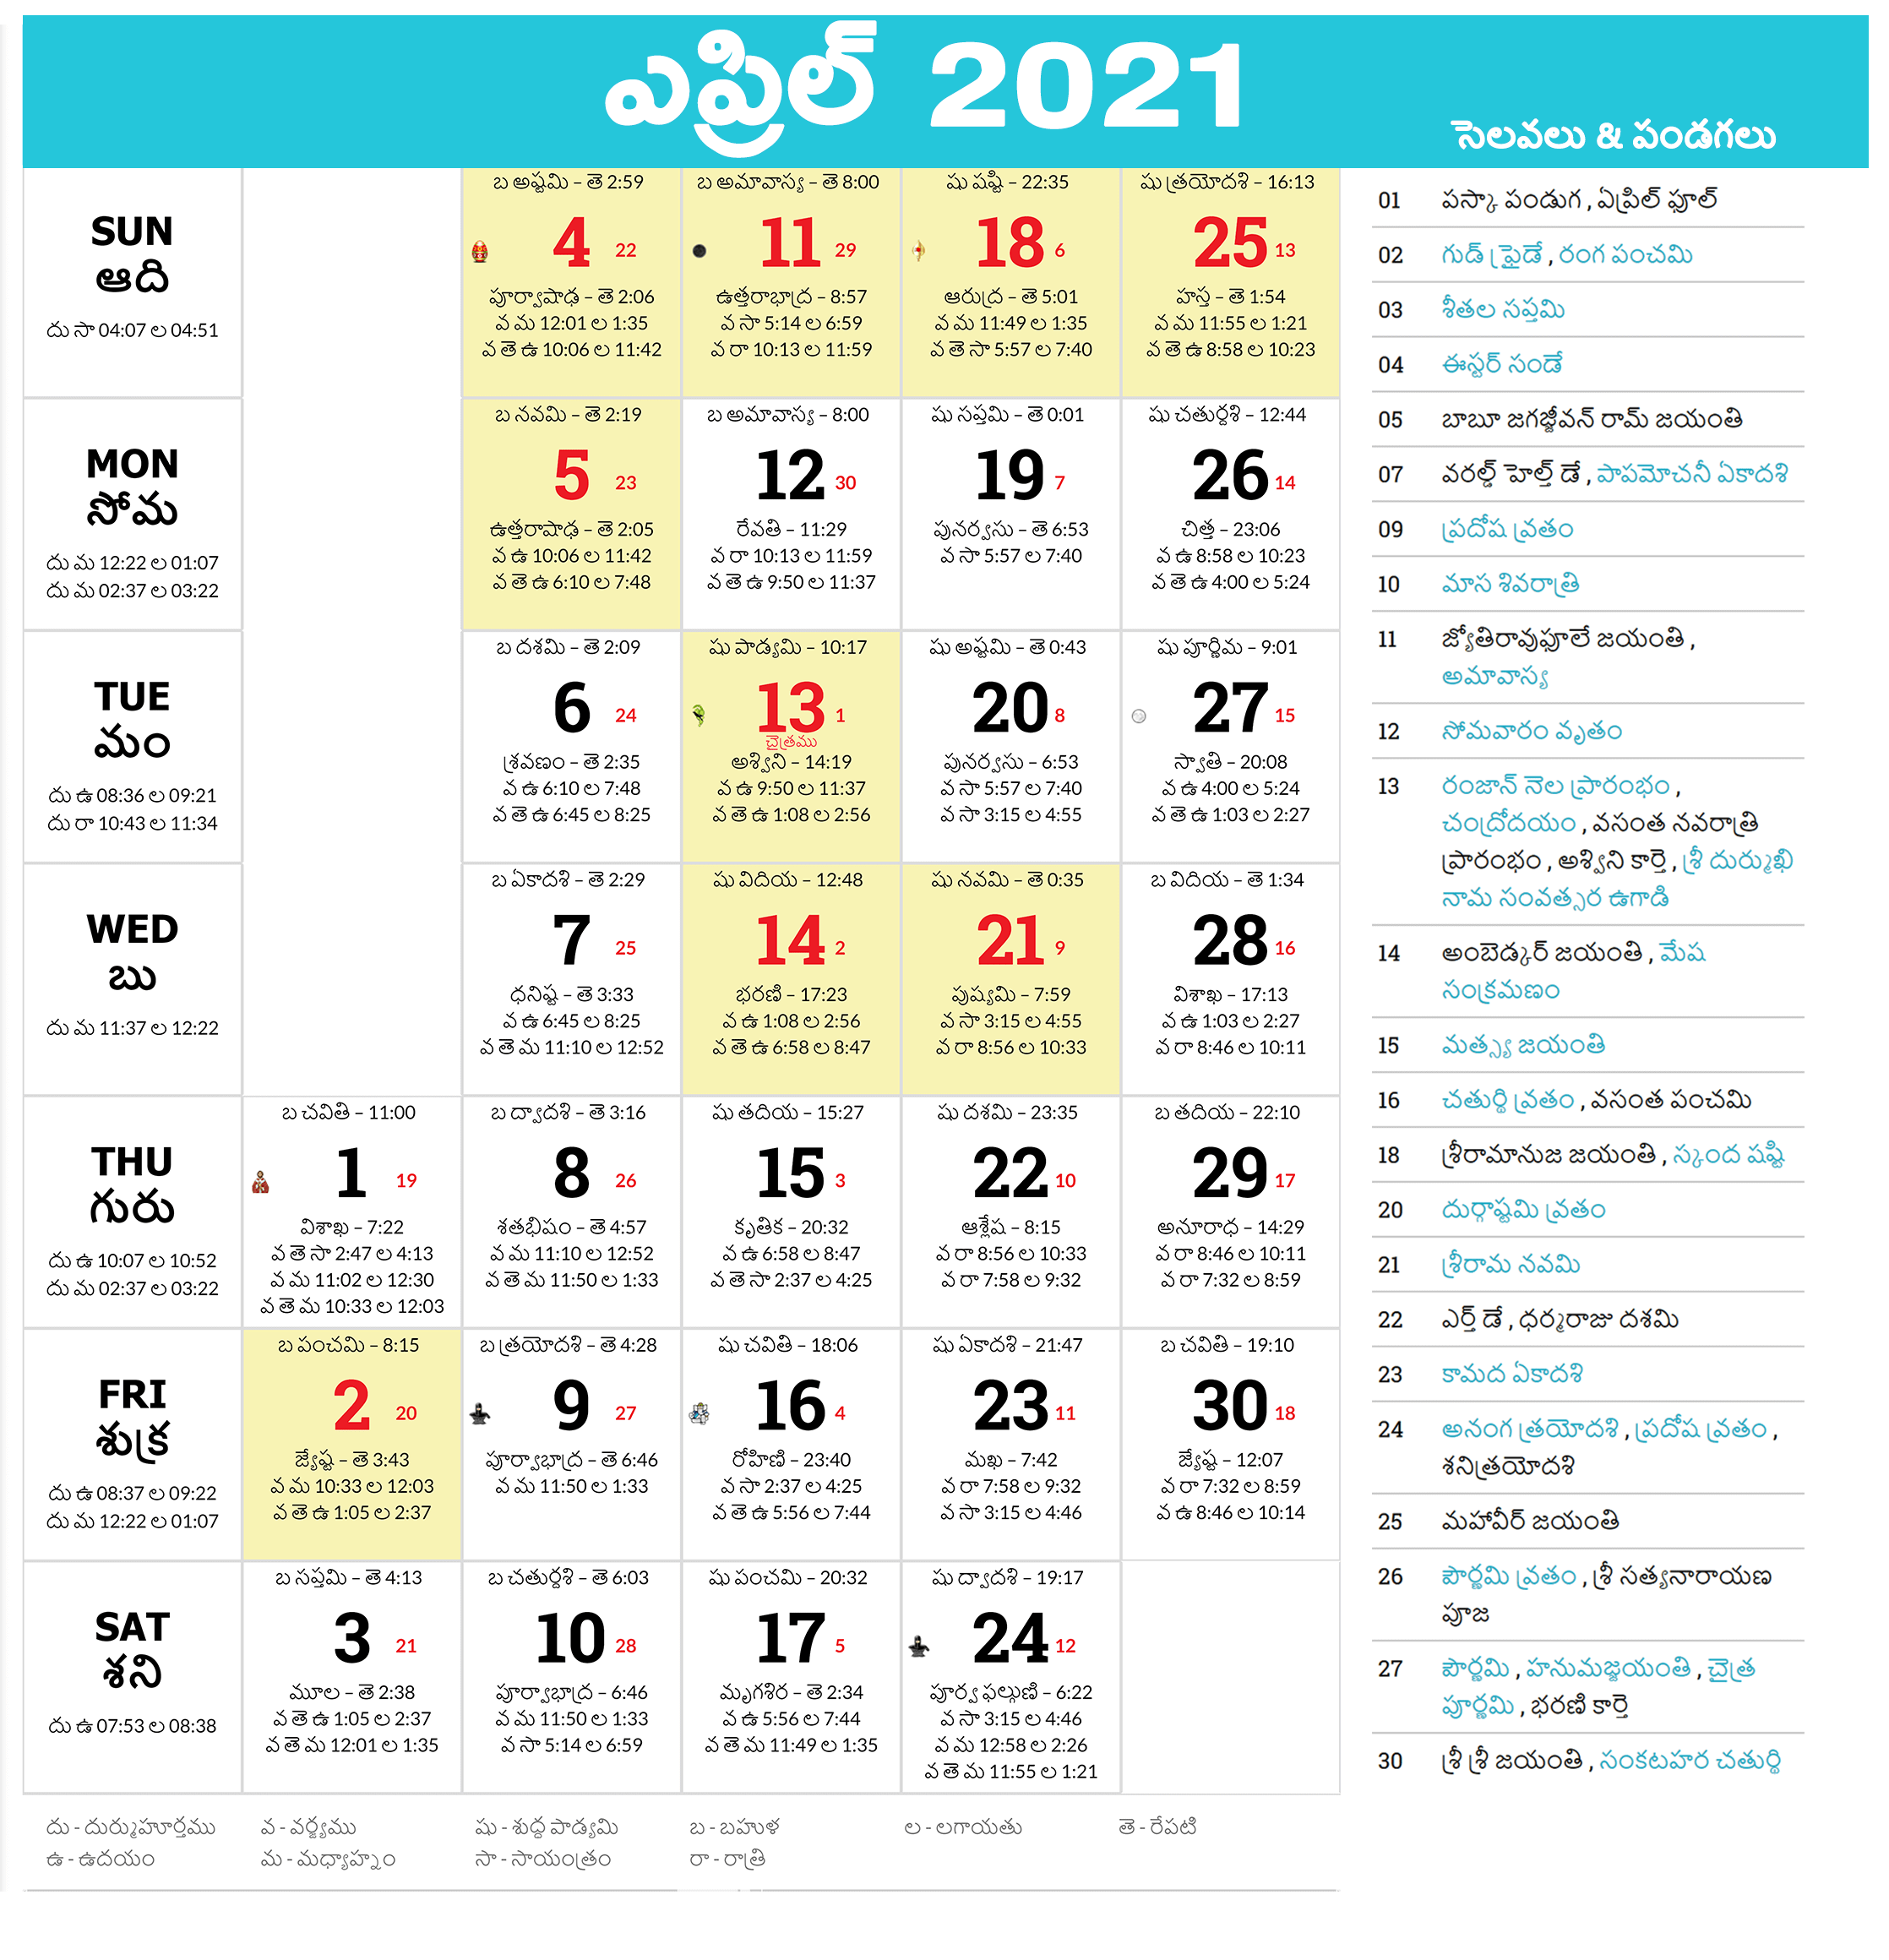 ఎప్రిల్ 2021
సెలవలు & పండగలు
SUN
ఆది
దు సా 04:07 ల 04:51
బ అష్టమి – తె 2:59
4 22
పూర్వాషాఢ – తె 2:06
వ మ 12:01 ల 1:35
వ తె ఉ 10:06 ల 11:42
బ అమావాస్య – తె 8:00
11 29
ఉత్తరాభాద్ర – 8:57
వ సా 5:14 ల 6:59
వ రా 10:13 ల 11:59
షు షష్టి – 22:35
18 6
ఆరుద్ర – తె 5:01
వ మ 11:49 ల 1:35
వ తె సా 5:57 ల 7:40
షు త్రయోదశి – 16:13
25 13
హస్త – తె 1:54
వ మ 11:55 ల 1:21
వ తె ఉ 8:58 ల 10:23
MON
సోమ
దు మ 12:22 ల 01:07
దు మ 02:37 ల 03:22
బ నవమి – తె 2:19
5 23
ఉత్తరాషాఢ – తె 2:05
వ ఉ 10:06 ల 11:42
వ తె ఉ 6:10 ల 7:48
బ అమావాస్య – 8:00
12 30
రేవతి – 11:29
వ రా 10:13 ల 11:59
వ తె ఉ 9:50 ల 11:37
షు సప్తమి – తె 0:01
19 7
పునర్వసు – తె 6:53
వ సా 5:57 ల 7:40
షు చతుర్దశి – 12:44
26 14
చిత్త – 23:06
వ ఉ 8:58 ల 10:23
వ తె ఉ 4:00 ల 5:24
TUE
మం
దు ఉ 08:36 ల 09:21
దు రా 10:43 ల 11:34
బ దశమి – తె 2:09
6 24
శ్రవణం – తె 2:35
వ ఉ 6:10 ల 7:48
వ తె ఉ 6:45 ల 8:25
షు పాడ్యమి – 10:17
13 1
చైత్రము
అశ్విని – 14:19
వ ఉ 9:50 ల 11:37
వ తె ఉ 1:08 ల 2:56
షు అష్టమి – తె 0:43
20 8
పునర్వసు – 6:53
వ సా 5:57 ల 7:40
వ సా 3:15 ల 4:55
షు పూర్ణిమ – 9:01
27 15
స్వాతి – 20:08
వ ఉ 4:00 ల 5:24
వ తె ఉ 1:03 ల 2:27
WED
బు
దు మ 11:37 ల 12:22
బ ఏకాదశి – తె 2:29
7 25
ధనిష్ట – తె 3:33
వ ఉ 6:45 ల 8:25
వ తె మ 11:10 ల 12:52
షు విదియ – 12:48
14 2
భరణి – 17:23
వ ఉ 1:08 ల 2:56
వ తె ఉ 6:58 ల 8:47
షు నవమి – తె 0:35
21 9
పుష్యమి – 7:59
వ సా 3:15 ల 4:55
వ రా 8:56 ల 10:33
బ విదియ – తె 1:34
28 16
విశాఖ – 17:13
వ ఉ 1:03 ల 2:27
వ రా 8:46 ల 10:11
THU
గురు
దు ఉ 10:07 ల 10:52
దు మ 02:37 ల 03:22
బ చవితి – 11:00
1 19
విశాఖ – 7:22
వ తె సా 2:47 ల 4:13
వ మ 11:02 ల 12:30
వ తె మ 10:33 ల 12:03
బ ద్వాదశి – తె 3:16
8 26
శతభిషం – తె 4:57
వ మ 11:10 ల 12:52
వ తె మ 11:50 ల 1:33
షు తదియ – 15:27
15 3
కృతిక – 20:32
వ ఉ 6:58 ల 8:47
వ తె సా 2:37 ల 4:25
షు దశమి – 23:35
22 10
ఆశ్లేష – 8:15
వ రా 8:56 ల 10:33
వ రా 7:58 ల 9:32
బ తదియ – 22:10
29 17
అనూరాధ – 14:29
వ రా 8:46 ల 10:11
వ రా 7:32 ల 8:59
FRI
శుక్ర
దు ఉ 08:37 ల 09:22
దు మ 12:22 ల 01:07
బ పంచమి – 8:15
2 20
జ్యేష్ట – తె 3:43
వ మ 10:33 ల 12:03
వ తె ఉ 1:05 ల 2:37
బ త్రయోదశి – తె 4:28
9 27
పూర్వాభాద్ర – తె 6:46
వ మ 11:50 ల 1:33
షు చవితి – 18:06
16 4
రోహిణి – 23:40
వ సా 2:37 ల 4:25
వ తె ఉ 5:56 ల 7:44
షు ఏకాదశి – 21:47
23 11
మఖ – 7:42
వ రా 7:58 ల 9:32
వ సా 3:15 ల 4:46
బ చవితి – 19:10
30 18
జ్యేష్ట – 12:07
వ రా 7:32 ల 8:59
వ ఉ 8:46 ల 10:14
SAT
శని
దు ఉ 07:53 ల 08:38
బ సప్తమి – తె 4:13
3 21
మూల – తె 2:38
వ తె ఉ 1:05 ల 2:37
వ తె మ 12:01 ల 1:35
బ చతుర్దశి – తె 6:03
10 28
పూర్వాభాద్ర – 6:46
వ మ 11:50 ల 1:33
వ సా 5:14 ల 6:59
షు పంచమి – 20:32
17 5
మృగశిర – తె 2:34
వ ఉ 5:56 ల 7:44
వ తె మ 11:49 ల 1:35
షు ద్వాదశి – 19:17
24 12
పూర్వ ఫల్గుణి – 6:22
వ సా 3:15 ల 4:46
వ మ 12:58 ల 2:26
వ తె మ 11:55 ల 1:21
దు - దుర్ముహూర్తము వ - వర్జ్యము షు - శుద్ధ పాడ్యమి బ - బహుళ ల - లగాయతు తె - రేపటి
ఉ - ఉదయం మ - మధ్యాహ్నం సా - సాయంత్రం రా - రాత్రి
01 పస్కా పండుగ , ఏప్రిల్ ఫూల్
02 గుడ్ ఫ్రైడే , రంగ పంచమి
03 శీతల సప్తమి
04 ఈస్టర్ సండే
05 బాబూ జగజ్జీవన్ రామ్ జయంతి
07 వరల్డ్ హెల్త్ డే , పాపమోచనీ ఏకాదశి
09 ప్రదోష వ్రతం
10 మాస శివరాత్రి
11 జ్యోతిరావుఫూలే జయంతి ,
అమావాస్య
12 సోమవారం వృతం
13 రంజాన్ నెల ప్రారంభం ,
చంద్రోదయం , వసంత నవరాత్రి
ప్రారంభం , అశ్విని కార్తె , శ్రీ దుర్ముఖి
నామ సంవత్సర ఉగాది
14 అంబెడ్కర్ జయంతి , మేష
సంక్రమణం
15 మత్స్య జయంతి
16 చతుర్థి వ్రతం , వసంత పంచమి
18 శ్రీరామానుజ జయంతి , స్కంద షష్టి
20 దుర్గాష్టమి వ్రతం
21 శ్రీరామ నవమి
22 ఎర్త్ డే , ధర్మరాజు దశమి
23 కామద ఏకాదశి
24 అనంగ త్రయోదశి , ప్రదోష వ్రతం ,
శనిత్రయోదశి
25 మహావీర్ జయంతి
26 పౌర్ణమి వ్రతం , శ్రీ సత్యనారాయణ
పూజ
27 పౌర్ణమి , హనుమజ్జయంతి , చైత్ర
పూర్ణమి , భరణి కార్తె
30 శ్రీ శ్రీ జయంతి , సంకటహర చతుర్థి